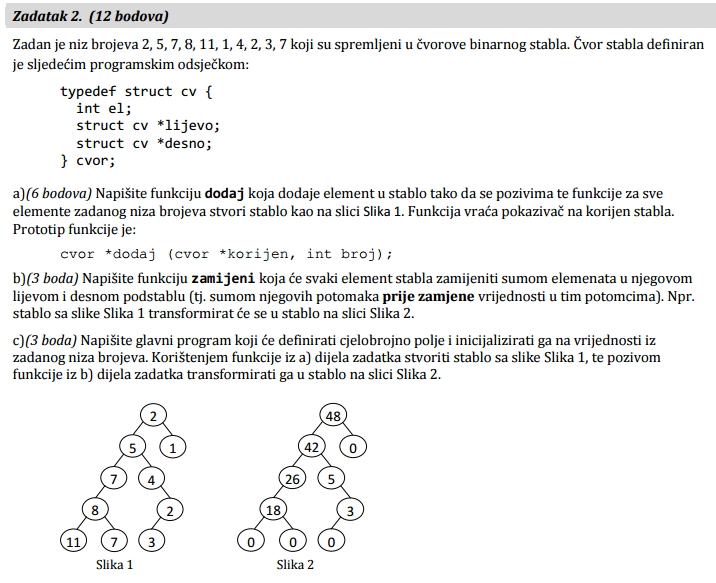 Zadatak 2. (12 bodova)
Zadan je niz brojeva 2, 5, 7, 8, 11, 1, 4, 2, 3, 7 koji su spremljeni u čvorove binarnog stabla. Čvor stabla definiran
je sljedećim programskim odsječkom:
typedef struct cv {
int el;
struct cv *lijevo;
struct cv *desno;
} cvor;
a)(6 bodova) Napišite funkciju dodaj koja dodaje element u stablo tako da se pozivima te funkcije za sve
elemente zadanog niza brojeva stvori stablo kao na slici Slika 1. Funkcija vraća pokazivač na korijen stabla.
Prototip funkcije je:
cvor *dodaj (cvor *korijen, int broj);
b)(3 boda) Napišite funkciju zamijeni koja će svaki element stabla zamijeniti sumom elemenata u njegovom
lijevom i desnom podstablu (tj. sumom njegovih potomaka prije zamjene vrijednosti u tim potomcima). Npr.
stablo sa slike Slika 1 transformirat će se u stablo na slici Slika 2.
c)(3 boda) Napišite glavni program koji će definirati cjelobrojno polje i inicijalizirati ga na vrijednosti iz
zadanog niza brojeva. Korištenjem funkcije iz a) dijela zadatka stvoriti stablo sa slike Slika 1, te pozivom
funkcije iz b) dijela zadatka transformirati ga u stablo na slici Slika 2.
2
5 1
7 4
8 2
11 7 3
Slika 1
48
42 0
26 5
18 3
0 0 0
Slika 2